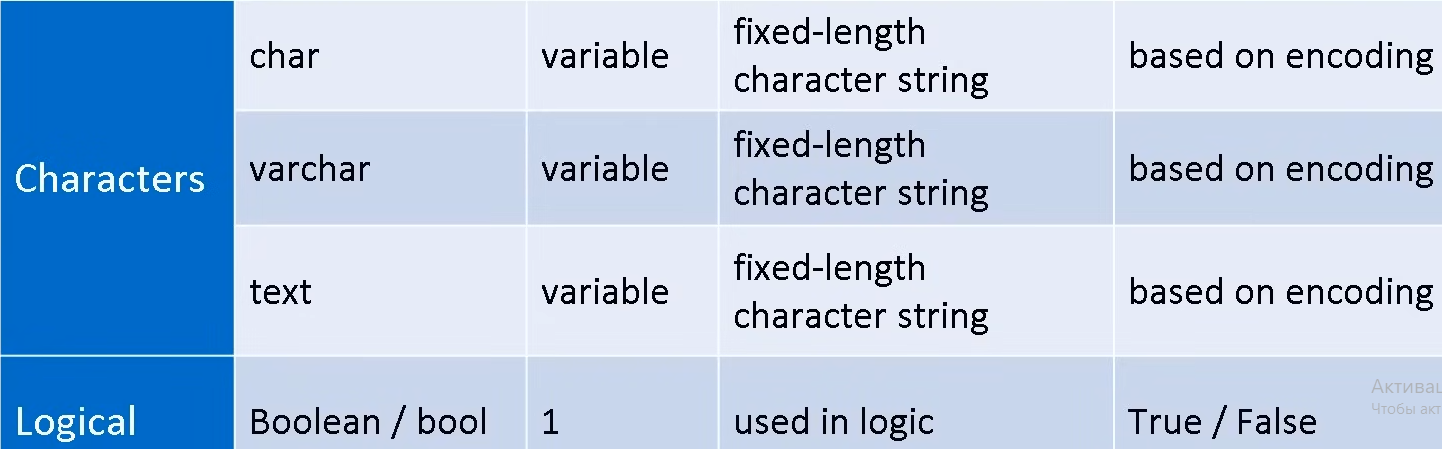 char variable fixed-length character string based on encoding
Characters varchar variable fixed-length character string based on encoding
text variable fixed-length character string based on encoding
Logical Boolean / bool 1 used in logic True / False
Чтобы